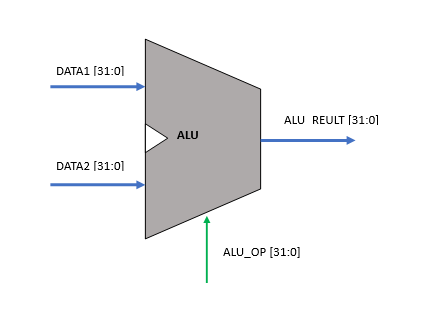 DATA1 [31:0]
ALU REULT [31:0]
ALU
DATA2 [31:0]
ALU_OP [31:0]